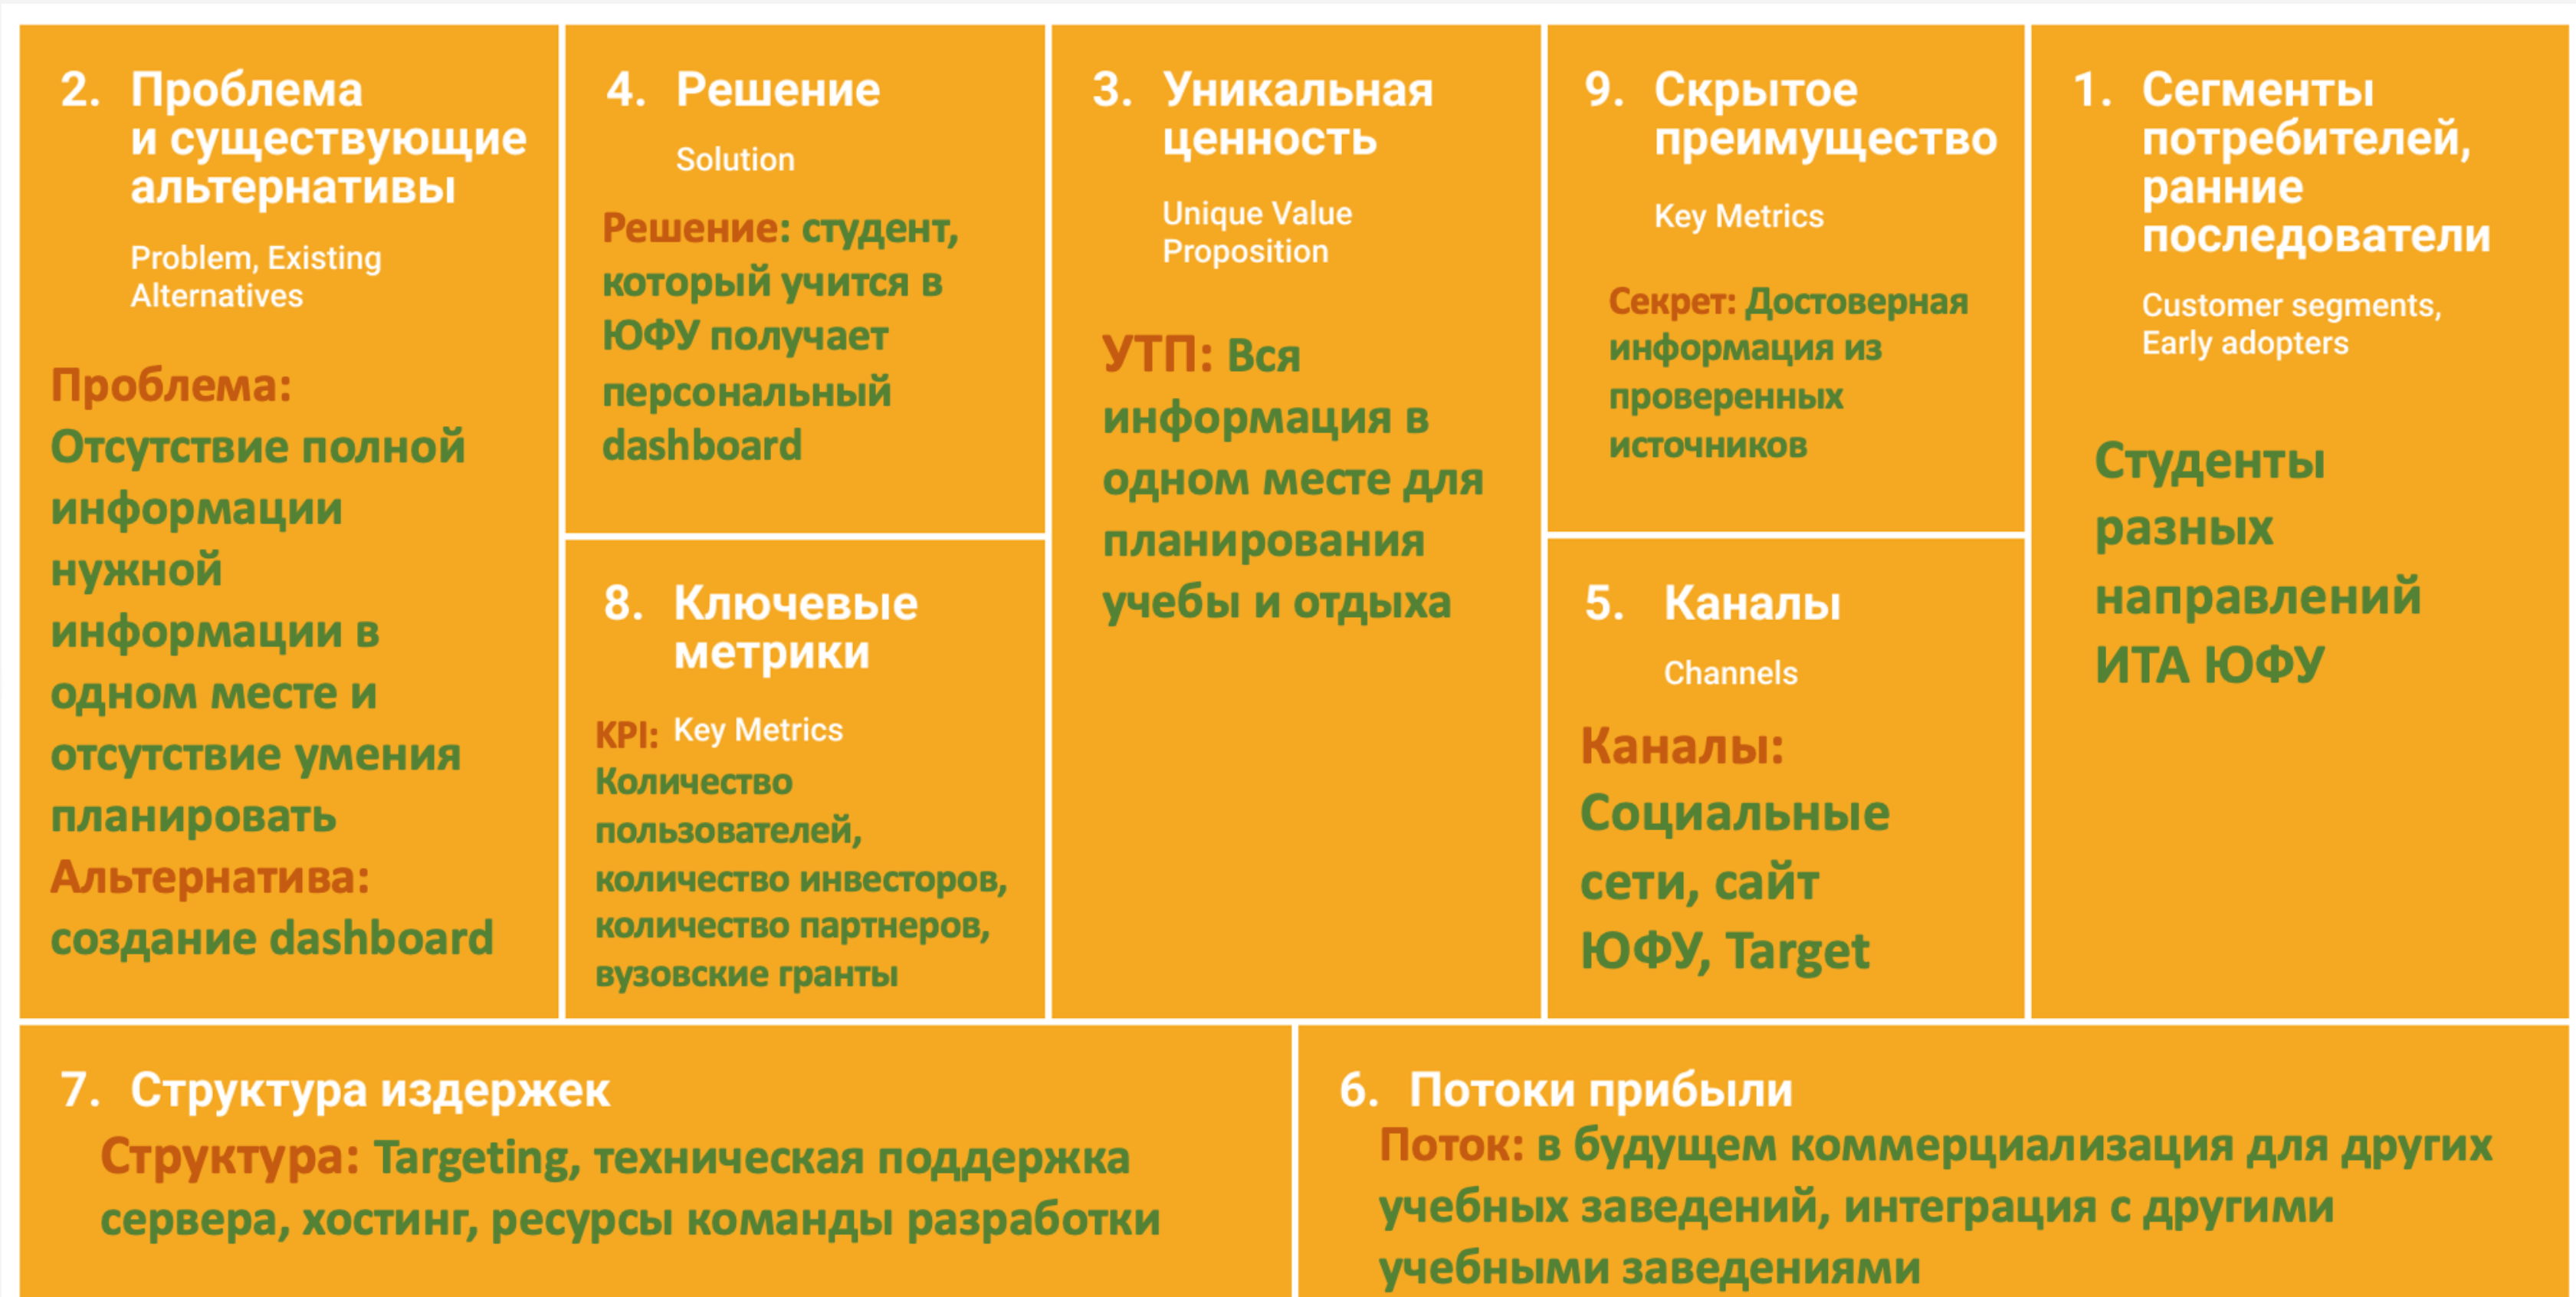 2. Проблема
и существующие
альтернативы
Problem, Existing
Alternatives
Проблема:
Отсутствие полной
информации
нужной
информации в
одном месте и
отсутствие умения
планировать
Альтернатива:
создание dashboard
4. Решение
Solution
Решение: студент,
который учится в
ЮФУ получает
персональный
dashboard
8. Ключевые
метрики
KPI: Key Metrics
Количество
пользователей,
количество инвесторов,
количество партнеров,
вузовские гранты
3. Уникальная
ценность
Unique Value
Proposition
УТП: Вся
информация в
одном месте для
планирования
учебы и отдыха
9. Скрытое
преимущество
Key Metrics
Секрет: Достоверная
информация из
проверенных
источников
5. Каналы
Channels
Каналы:
Социальные
сети, сайт
ЮФУ, Target
1. Сегменты
потребителей,
ранние
последователи
Customer segments,
Early adopters
Студенты
разных
направлений
ИТА ЮФУ
7. Структура издержек
Структура: Targeting, техническая поддержка
сервера, хостинг, ресурсы команды разработки
6. Потоки прибыли
Поток: в будущем коммерциализация для других
учебных заведений, интеграция с другими
учебными заведениями